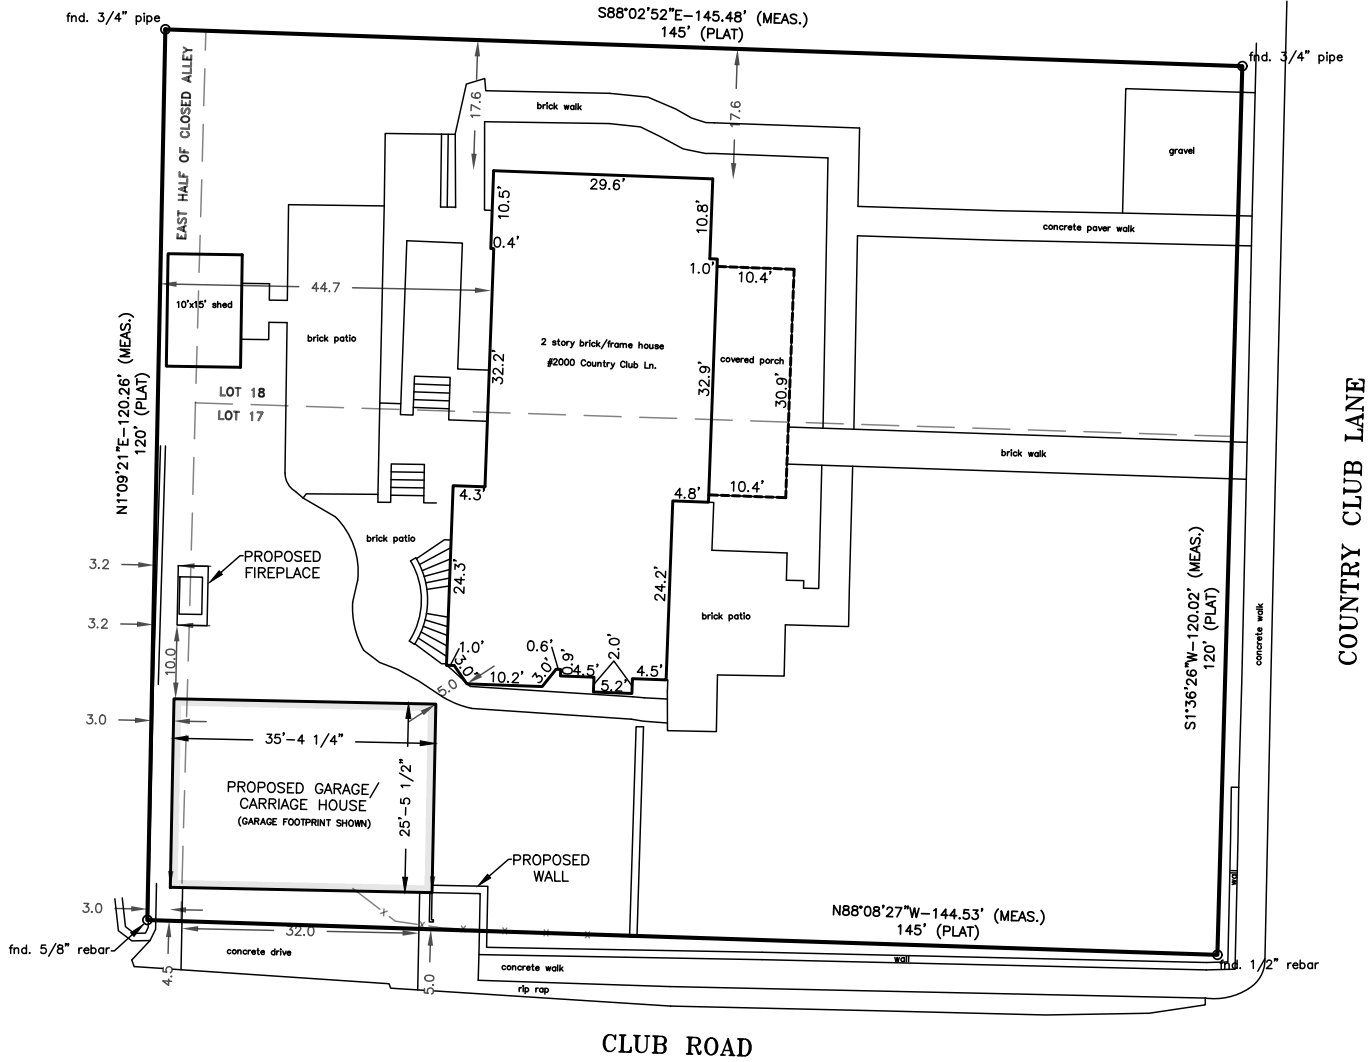 fnd. 3/4" pipe
S88°02'52"E-145.48' (MEAS.)
145' (PLAT)
fnd. 3/4" pipe
EAST HALF OF CLOSED ALLEY
17.6
brick walk
17.6
gravel
29.6'
10.5'
10.8'
concrete paver walk
0.4'
1.0'
10.4'
44.7
10'x15' shed
brick patio
2 story brick/frame house
#2000 Country Club Ln.
covered porch
N1°09'21"E-120.26' (MEAS.)
120' (PLAT)
32.2'
32.9'
30.9'
LOT 18
LOT 17
brick walk
COUNTRY CLUB LANE
4.3'
4.8'
10.4'
brick patio
PROPOSED
FIREPLACE
3.2
3.2
24.3'
24.2'
S1°36'26"W-120.02' (MEAS.)
120' (PLAT)
brick patio
concrete walk
10.0
1.0'
3.0'
10.2'
3.0'
0.6'
0.9'
4.5'
2.0'
5.2'
4.5'
5.0
3.0
35'-4 1/4"
25'-5 1/2"
PROPOSED GARAGE/
CARRIAGE HOUSE
(GARAGE FOOTPRINT SHOWN)
PROPOSED
WALL
wall
3.0
N88°08'27"W-144.53' (MEAS.)
145' (PLAT)
fnd. 5/8" rebar
32.0
concrete drive
4.5
5.0
wall
concrete walk
fnd. 1/2" rebar
rip rap
CLUB ROAD